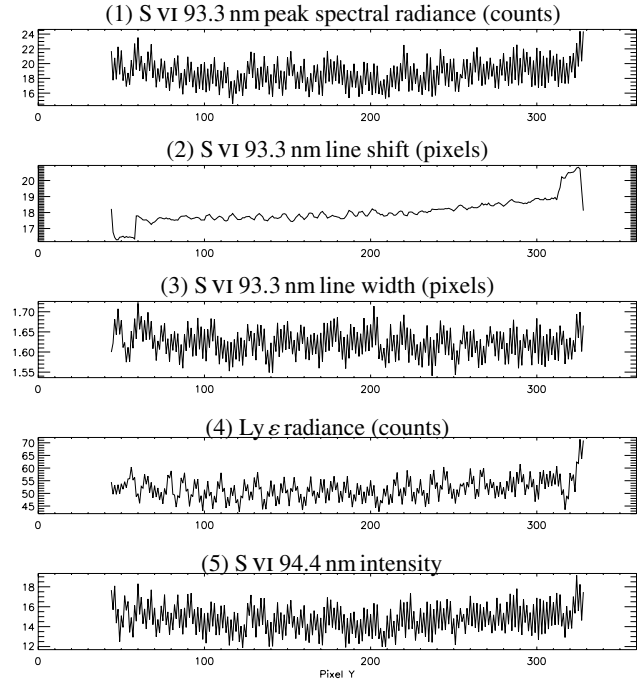 (1) S VI 93.3 nm peak spectral radiance (counts)
24
22
20
18
16
0 100 200 300
(2) S VI 93.3 nm line shift (pixels)
20
19
18
17
0 100 200 300
(3) S VI 93.3 nm line width (pixels)
1.70
1.65
1.60
1.55
0 100 200 300
(4) Ly ε radiance (counts)
70
65
60
55
50
45
0 100 200 300
(5) S VI 94.4 nm intensity
18
16
14
12
0 100 200 300
Pixel Y